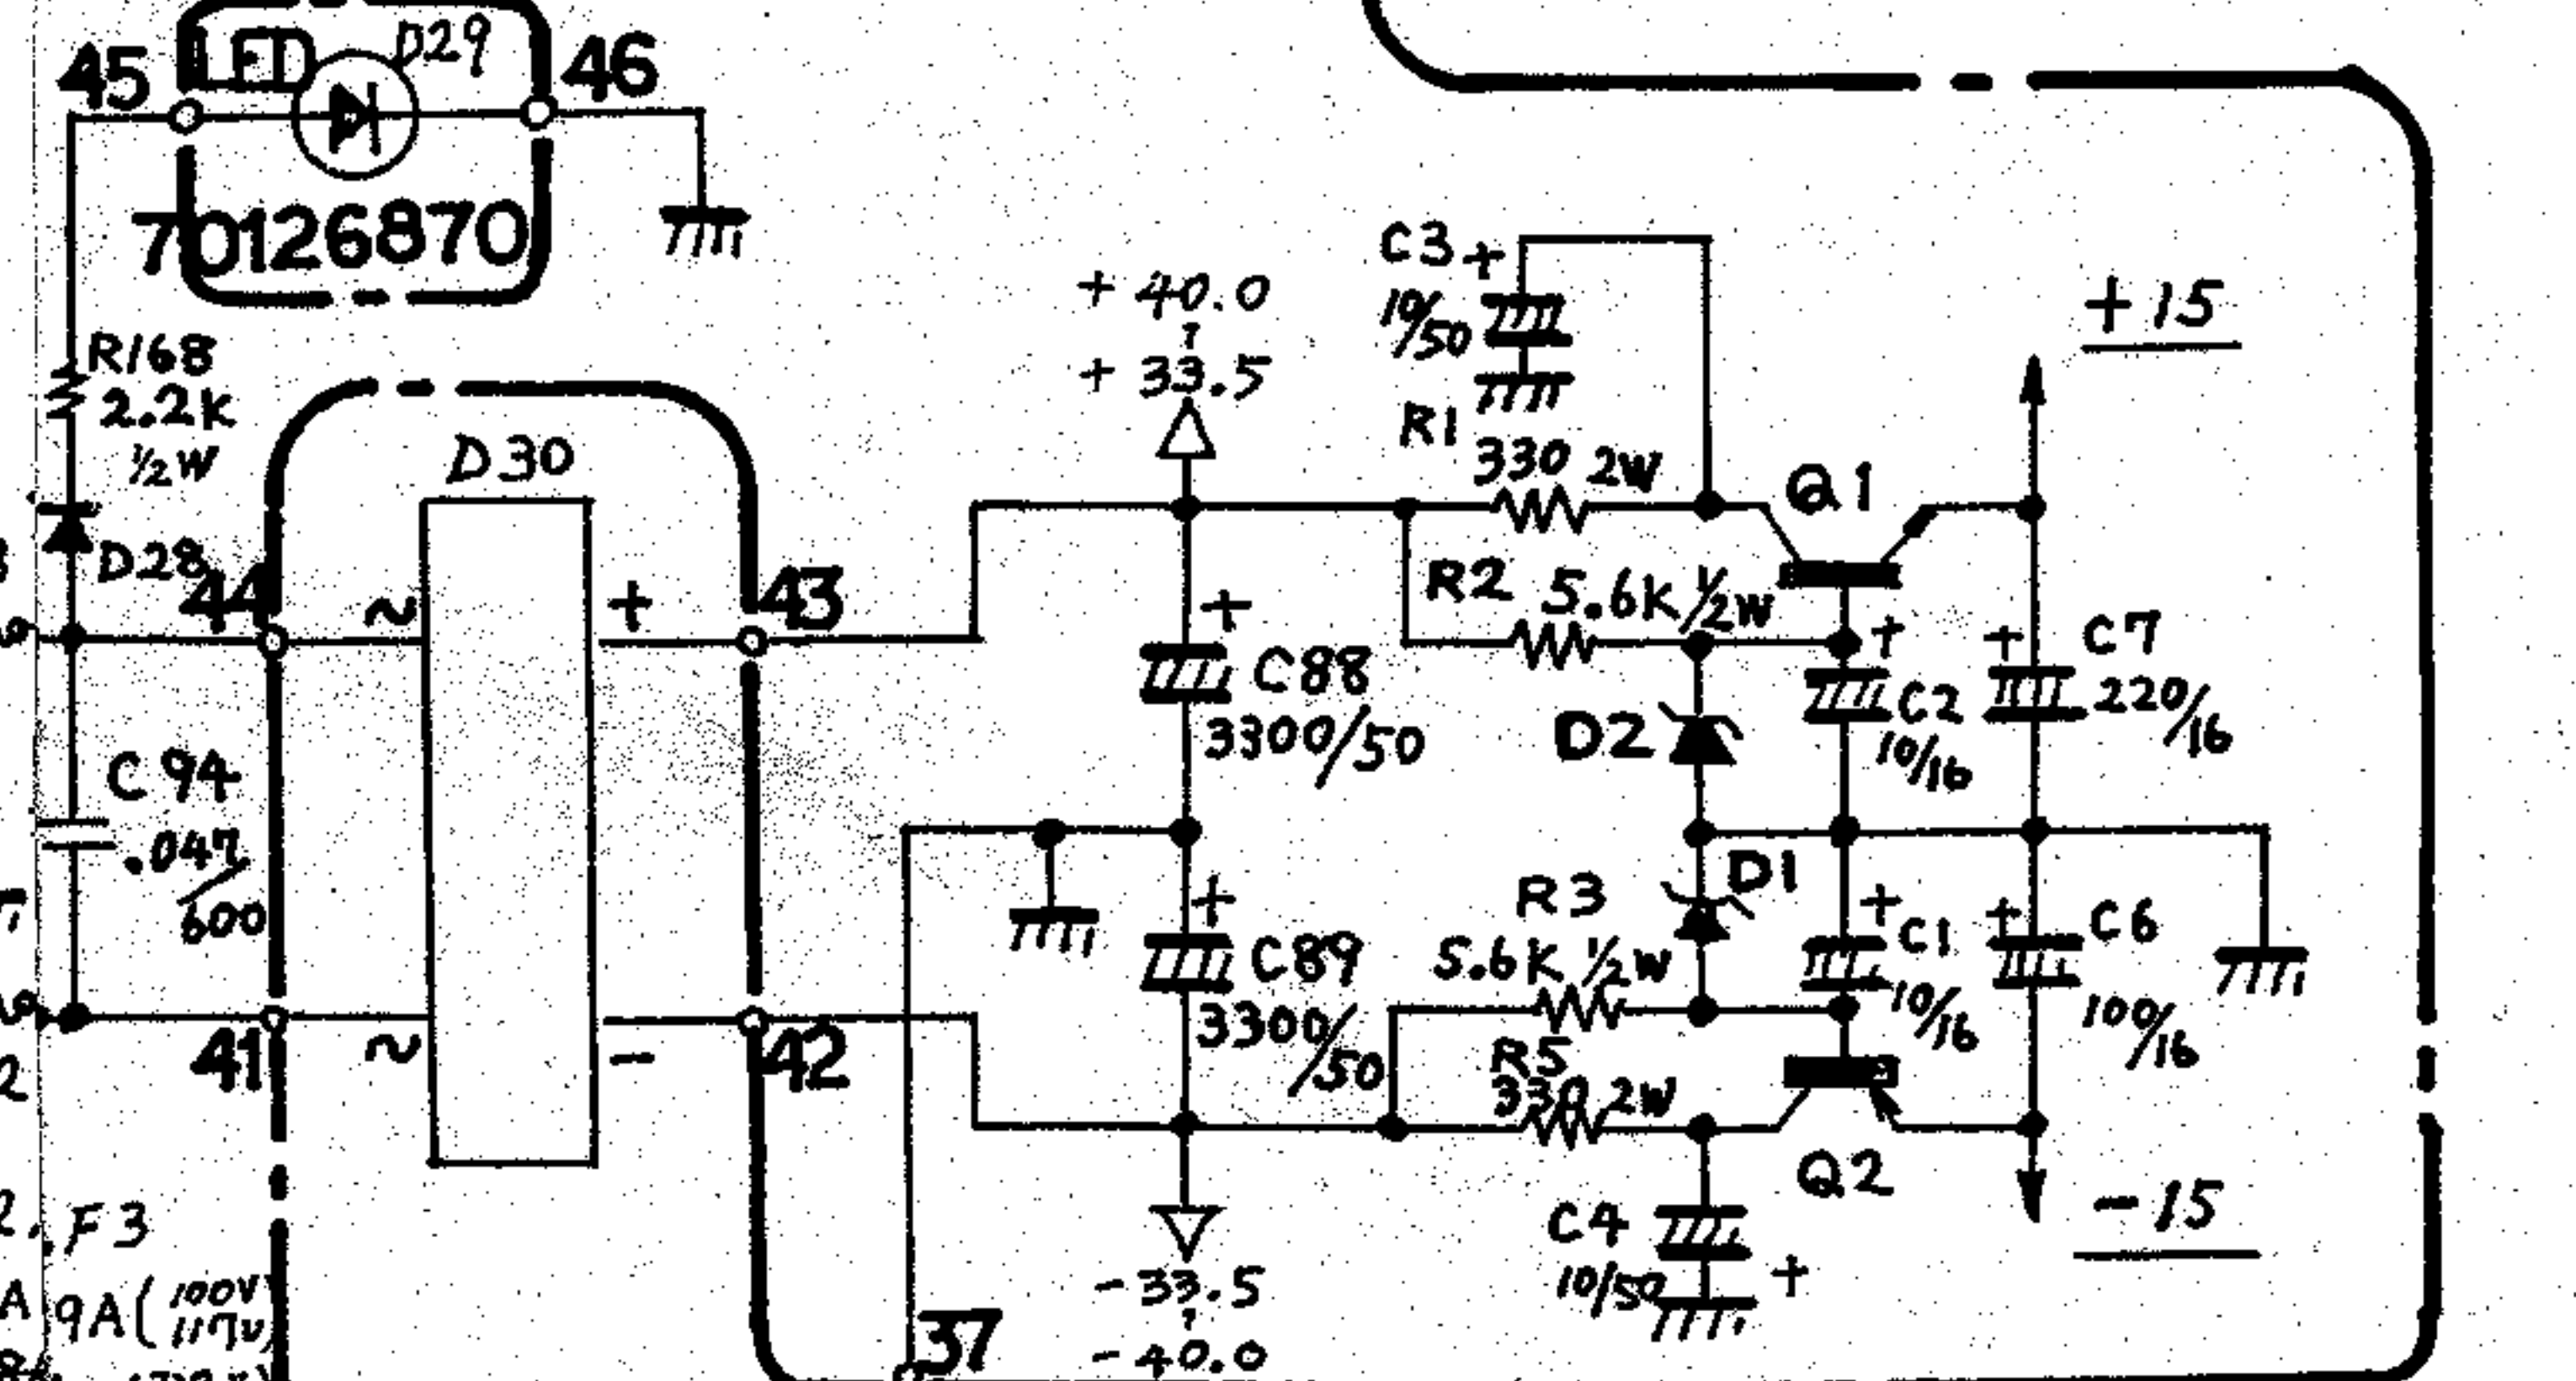 45
LED
D29
46
70126870
R168
2.2K
½W
D28
44
D30
~
+
43
C94
.047/600
41
~
-
42
F3
9A(100V
117V)
37
+ 40.0
~
+ 33.5
+
C88
3300/50
+
C89
3300/50
- 33.5
~
- 40.0
C3 +
10/50
R1
330 2W
Q1
+15
R2 5.6K ½W
+
C2
10/16
+
C7
220/16
D2
D1
R3
5.6K ½W
+
C1
10/16
+
C6
100/16
R5
330 2W
Q2
-15
C4
10/50
+